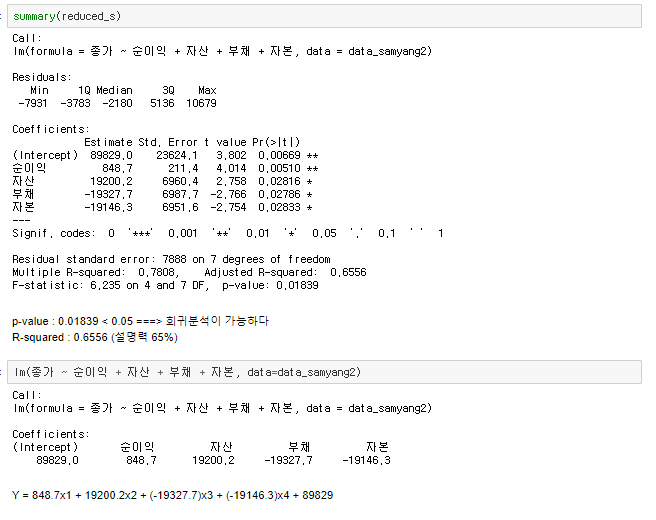 summary(reduced_s)
Call:
lm(formula = 종가 ~ 순이익 + 자산 + 부채 + 자본, data = data_samyang2)
Residuals:
Min 1Q Median 3Q Max
-7931 -3783 -2180 5136 10679
Coefficients:
Estimate Std. Error t value Pr(>|t|)
(Intercept) 89829.0 23624.1 3.802 0.00669 **
순이익 848.7 211.4 4.014 0.00510 **
자산 19200.2 6960.4 2.758 0.02816 *
부채 -19327.7 6987.7 -2.766 0.02786 *
자본 -19146.3 6951.6 -2.754 0.02833 *
---
Signif. codes: 0 '***' 0.001 '**' 0.01 '*' 0.05 '.' 0.1 ' ' 1
Residual standard error: 7888 on 7 degrees of freedom
Multiple R-squared: 0.7808, Adjusted R-squared: 0.6556
F-statistic: 6.235 on 4 and 7 DF, p-value: 0.01839
p-value : 0.01839 < 0.05 ===> 회귀분석이 가능하다
R-squared : 0.6556 (설명력 65%)
lm(종가 ~ 순이익 + 자산 + 부채 + 자본, data=data_samyang2)
Call:
lm(formula = 종가 ~ 순이익 + 자산 + 부채 + 자본, data = data_samyang2)
Coefficients:
(Intercept) 순이익 자산 부채 자본
89829.0 848.7 19200.2 -19327.7 -19146.3
Y = 848.7x1 + 19200.2x2 + (-19327.7)x3 + (-19146.3)x4 + 89829